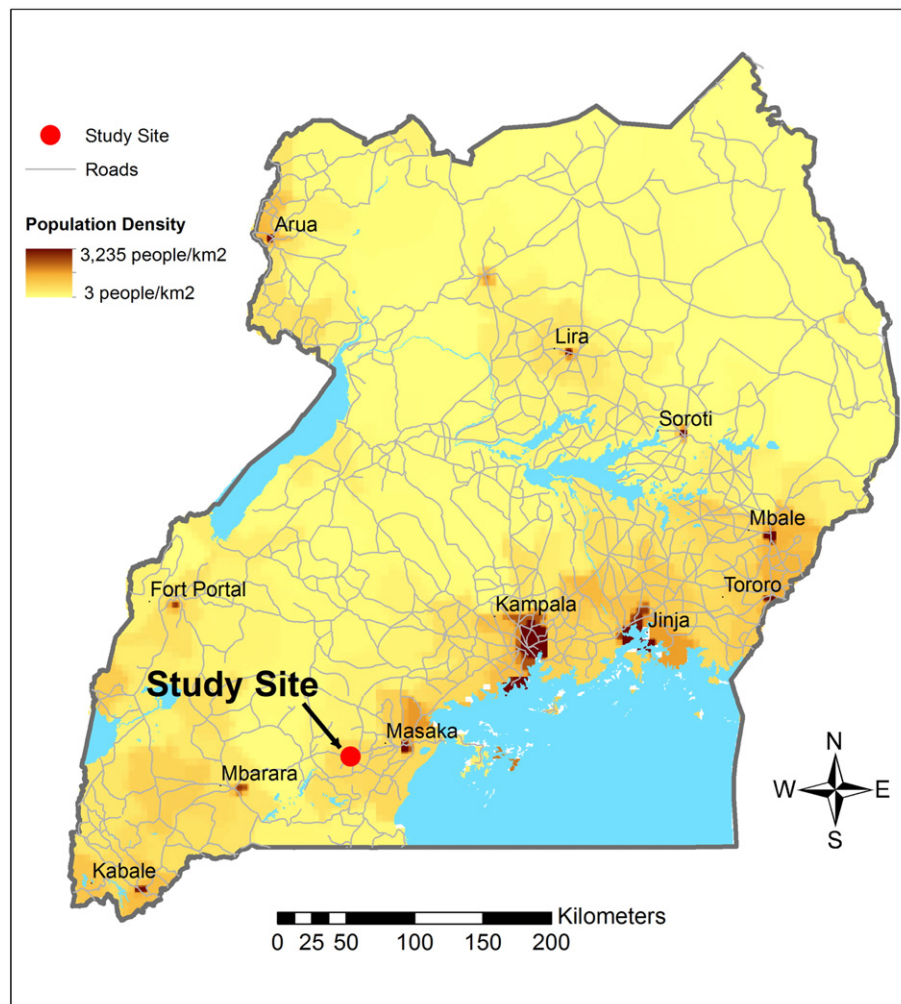 Study Site
Roads
Population Density
3,235 people/km2
3 people/km2
Arua
Lira
Soroti
Mbale
Fort Portal
Tororo
Kampala
Jinja
Study Site
Masaka
Mbarara
Kabale
N
W E
S
Kilometers
0 25 50 100 150 200